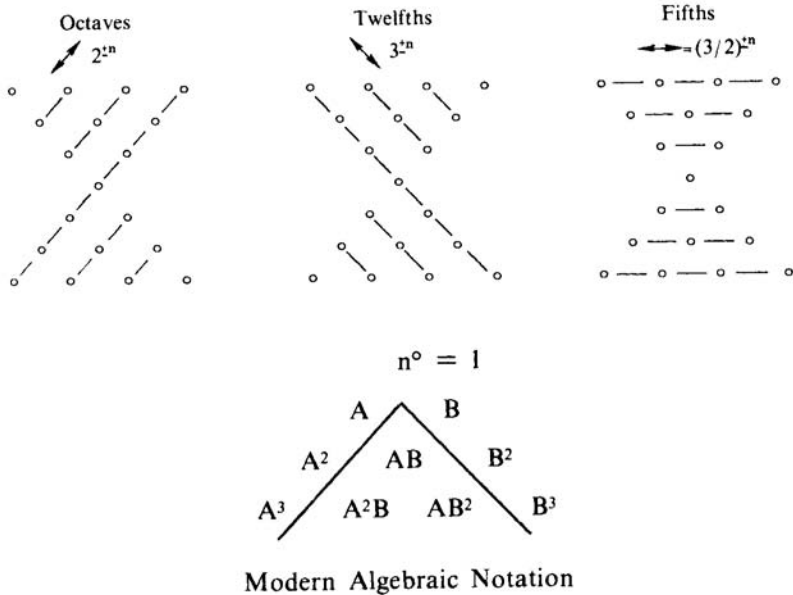 Octaves
2±n
Twelfths
3±n
Fifths
= (3/2)±n
n° = 1
A B
A² AB B²
A³ A²B AB² B³
Modern Algebraic Notation